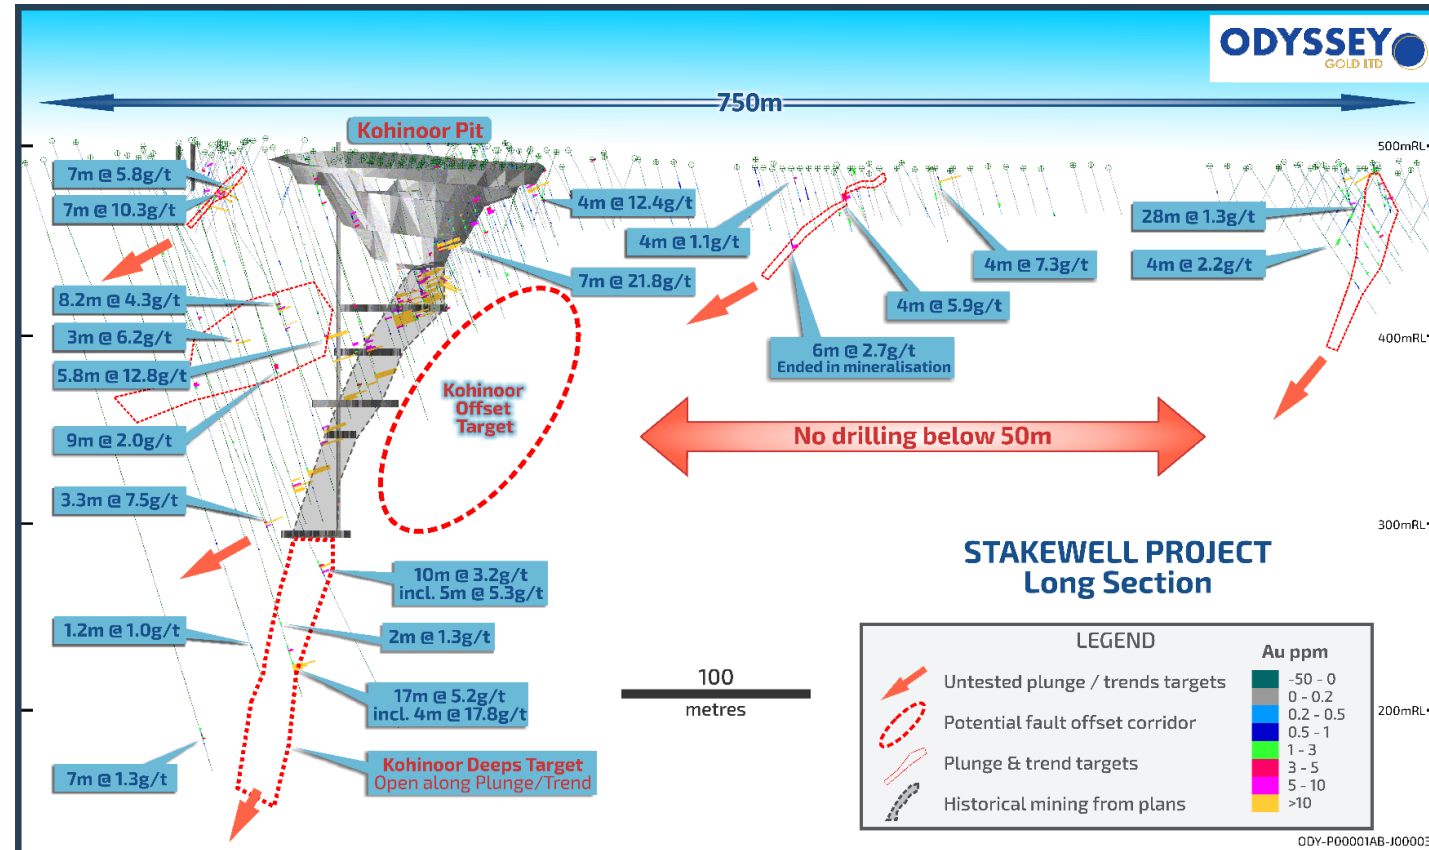 ODYSSEY
GOLD LTD
750m
Kohinoor Pit
500mRL
7m @ 5.8g/t
7m @ 10.3g/t
4m @ 12.4g/t
28m @ 1.3g/t
4m @ 1.1g/t
4m @ 7.3g/t
4m @ 2.2g/t
7m @ 21.8g/t
8.2m @ 4.3g/t
4m @ 5.9g/t
3m @ 6.2g/t
400mRL
6m @ 2.7g/t
Ended in mineralisation
5.8m @ 12.8g/t
Kohinoor
Offset
Target
9m @ 2.0g/t
No drilling below 50m
3.3m @ 7.5g/t
300mRL
STAKEWELL PROJECT
Long Section
10m @ 3.2g/t
incl. 5m @ 5.3g/t
1.2m @ 1.0g/t
2m @ 1.3g/t
17m @ 5.2g/t
incl. 4m @ 17.8g/t
100
metres
200mRL
Kohinoor Deeps Target
Open along Plunge/Trend
7m @ 1.3g/t
LEGEND
Untested plunge / trends targets
Potential fault offset corridor
Plunge & trend targets
Historical mining from plans
Au ppm
-50 - 0
0 - 0.2
0.2 - 0.5
0.5 - 1
1 - 3
3 - 5
5 - 10
>10
ODY-P00001AB-J00003